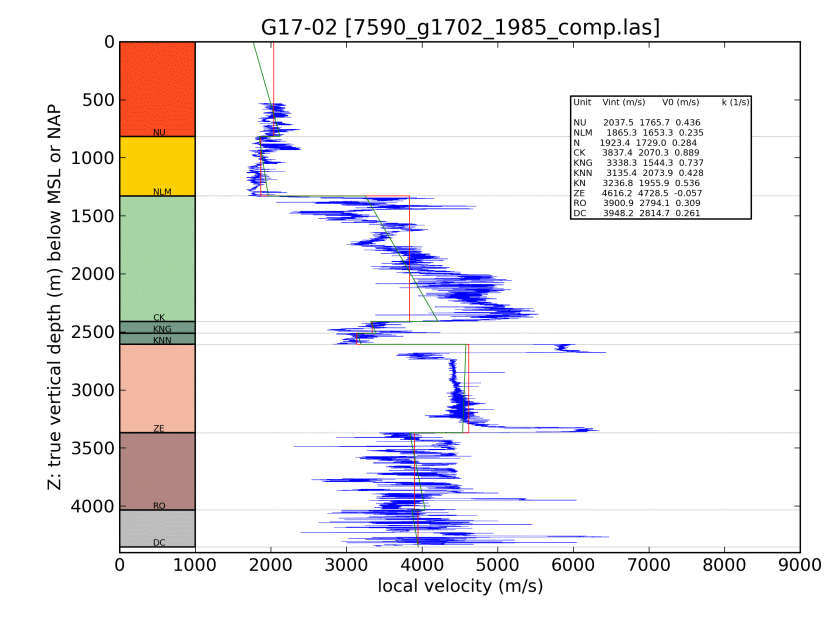 G17-02 [7590_g1702_1985_comp.las]
Z: true vertical depth (m) below MSL or NAP
0
500
1000
1500
2000
2500
3000
3500
4000
NU
NLM
CK
KNG
KNN
ZE
RO
DC
Unit Vint (m/s) V0 (m/s) k (1/s)
NU 2037.5 1765.7 0.436
NLM 1865.3 1653.3 0.235
N 1923.4 1729.0 0.284
CK 3837.4 2070.3 0.889
KNG 3338.3 1544.3 0.737
KNN 3135.4 2073.9 0.428
KN 3236.8 1955.9 0.536
ZE 4616.2 4728.5 -0.057
RO 3900.9 2794.1 0.309
DC 3948.2 2814.7 0.261
0 1000 2000 3000 4000 5000 6000 7000 8000 9000
local velocity (m/s)